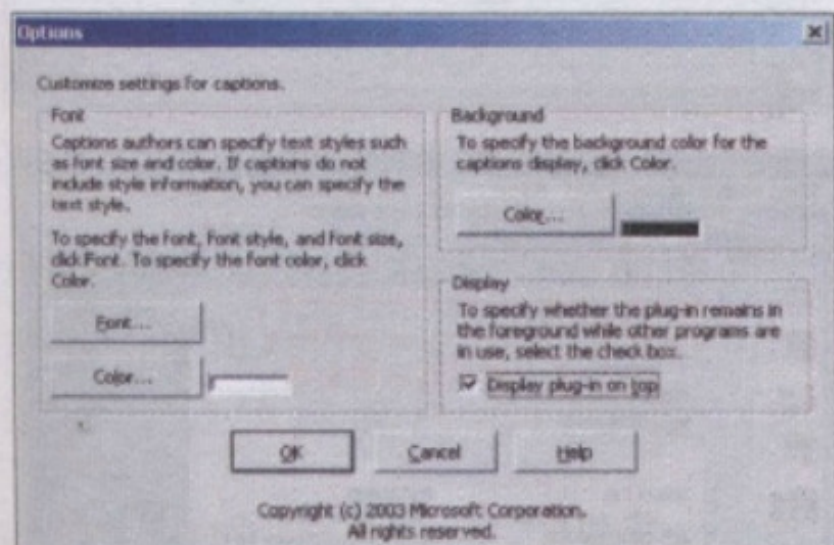 Options
Customize settings for captions.
Font
Captions authors can specify text styles such
as font size and color. If captions do not
include style information, you can specify the
text style.
To specify the font, font style, and font size,
click Font. To specify the font color, click
Color.
Font...
Color...
Background
To specify the background color for the
captions display, click Color.
Color...
Display
To specify whether the plug-in remains in
the foreground while other programs are
in use, select the check box.
Display plug-in on top
OK
Cancel
Help
Copyright (c) 2003 Microsoft Corporation.
All rights reserved.